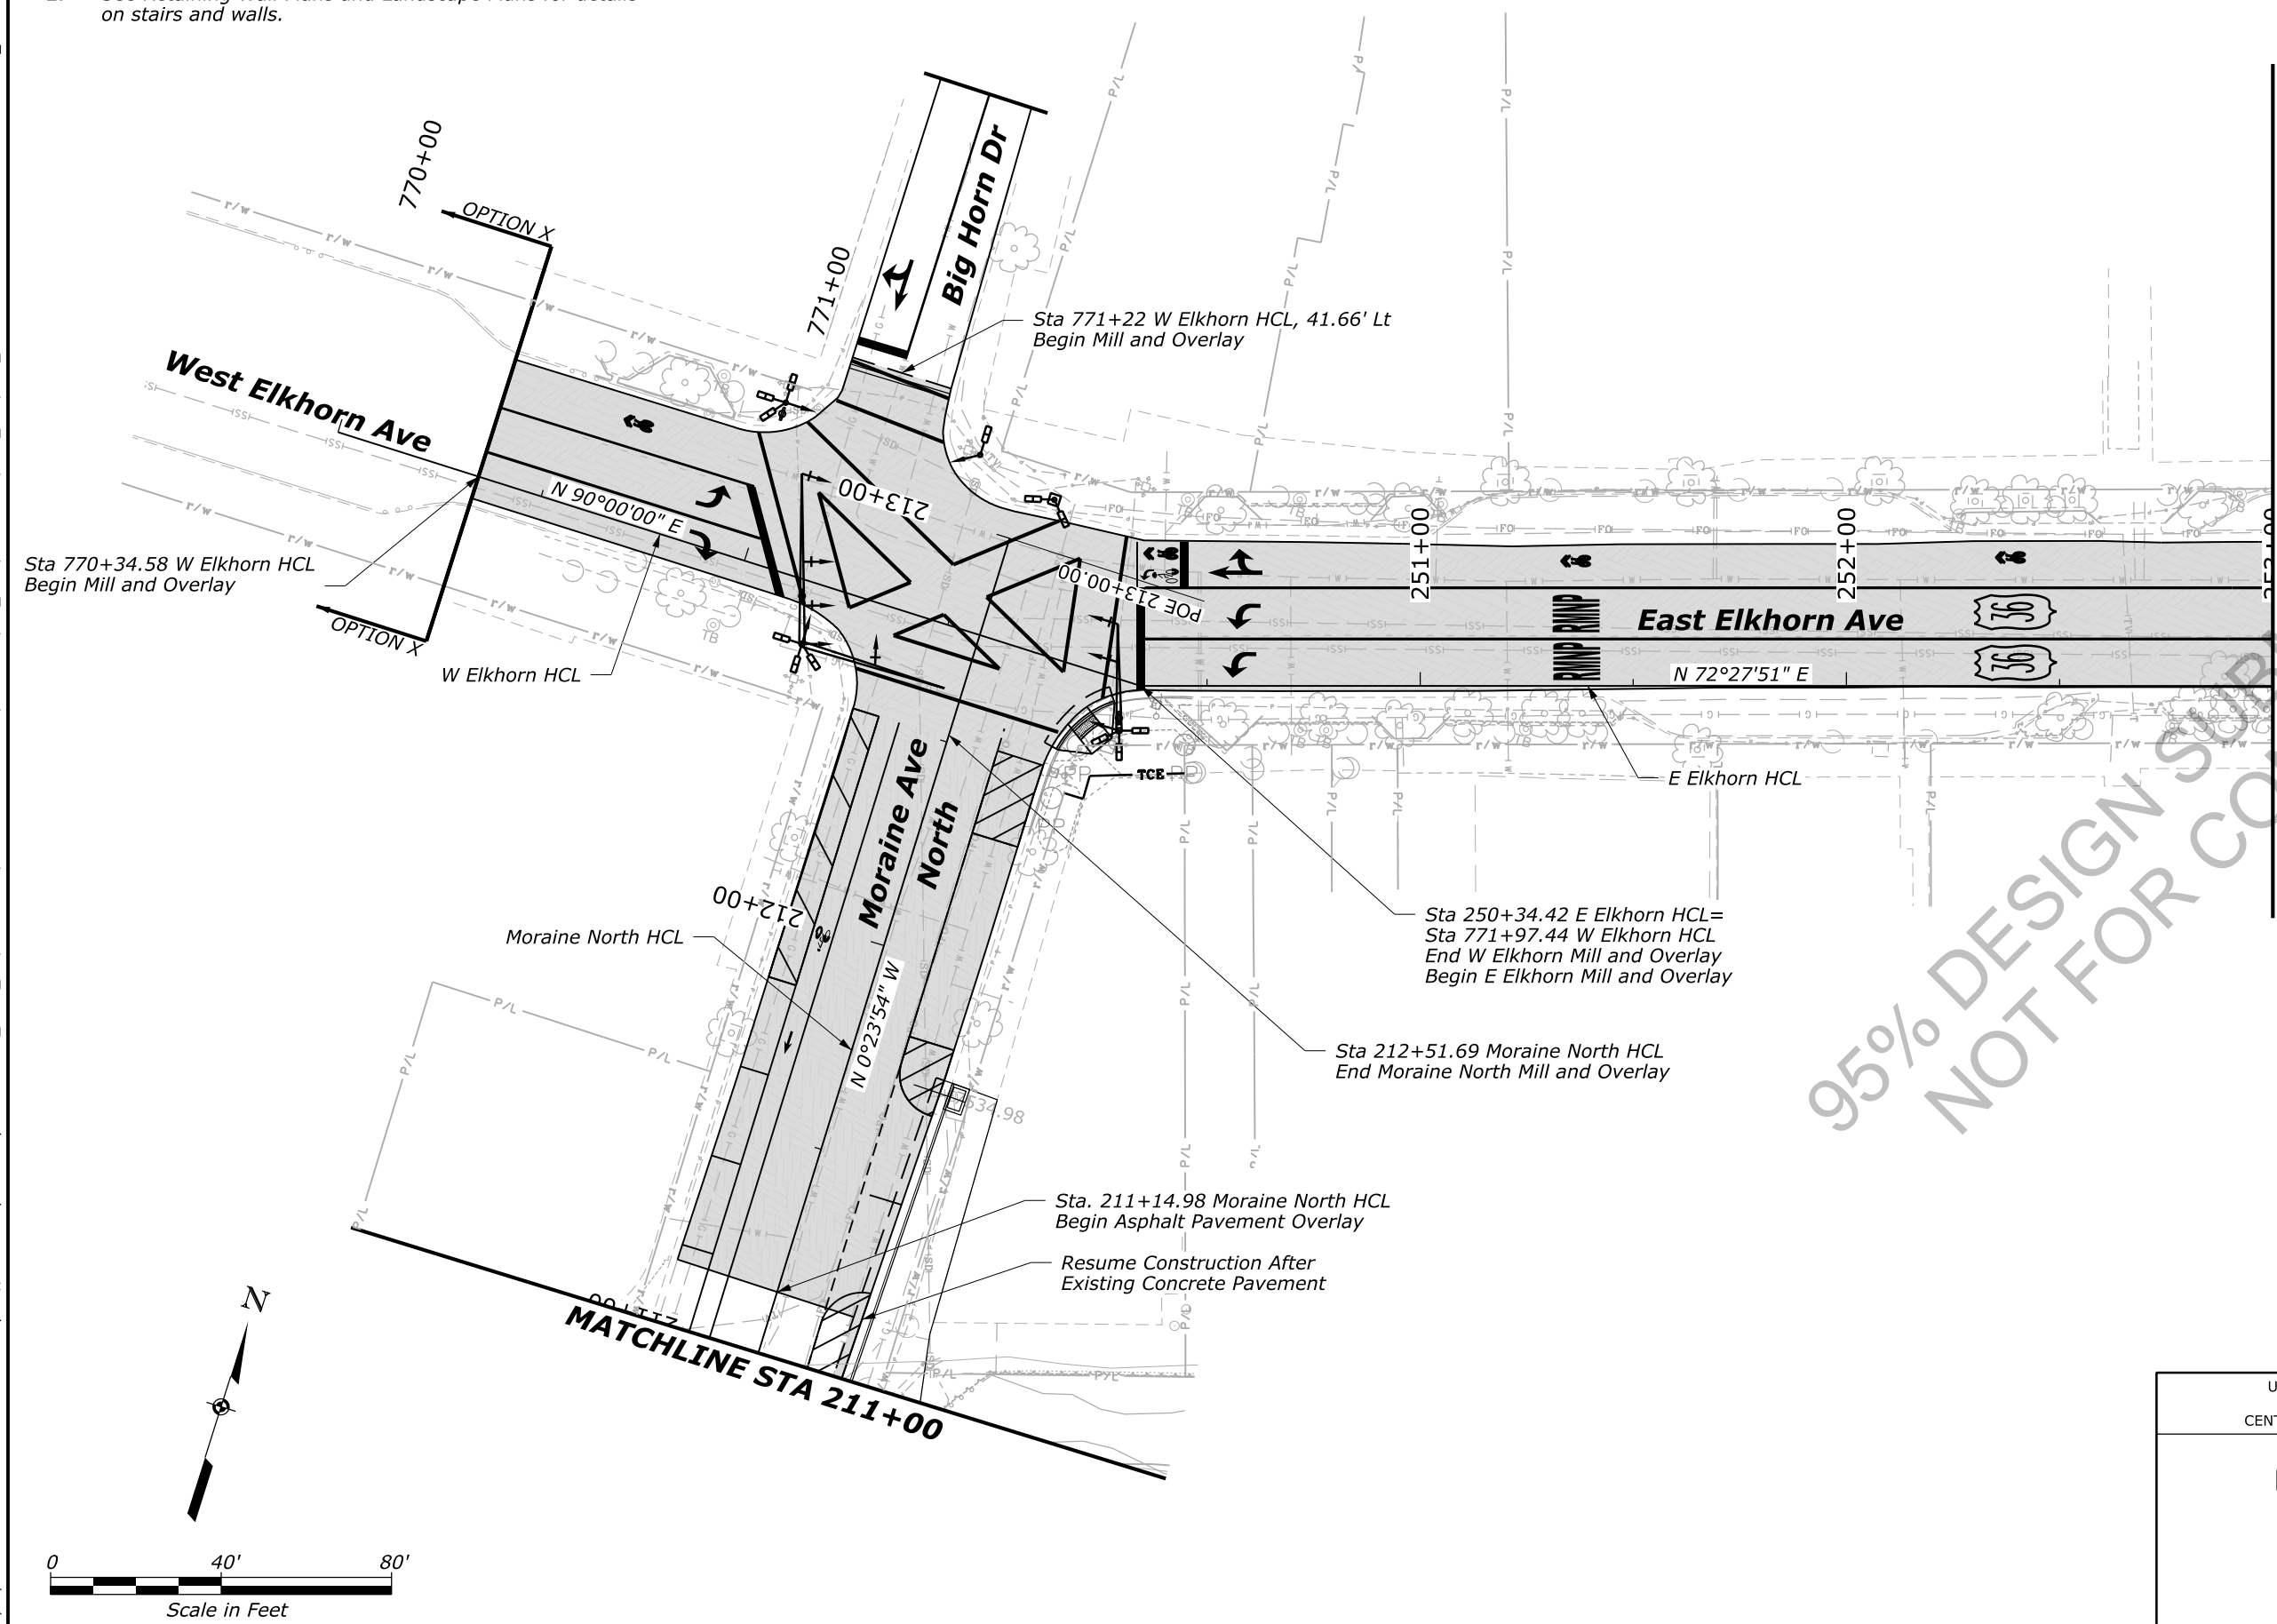 on stairs and walls.
770+00
OPTION X
771+00
Big Horn Dr
Sta 771+22 W Elkhorn HCL, 41.66' Lt
Begin Mill and Overlay
West Elkhorn Ave
N 90°00'00" E
213+00
Sta 770+34.58 W Elkhorn HCL
Begin Mill and Overlay
OPTION X
W Elkhorn HCL
POE 213+00.00
251+00
252+00
RMNP RMNP
East Elkhorn Ave
36
36
N 72°27'51" E
E Elkhorn HCL
TCE
Moraine Ave
North
212+00
Moraine North HCL
N 0°23'54" W
Sta 250+34.42 E Elkhorn HCL=
Sta 771+97.44 W Elkhorn HCL
End W Elkhorn Mill and Overlay
Begin E Elkhorn Mill and Overlay
Sta 212+51.69 Moraine North HCL
End Moraine North Mill and Overlay
Sta. 211+14.98 Moraine North HCL
Begin Asphalt Pavement Overlay
Resume Construction After
Existing Concrete Pavement
MATCHLINE STA 211+00
95% DESIGN SUB
NOT FOR CO
N
0 40' 80'
Scale in Feet
U
CENT